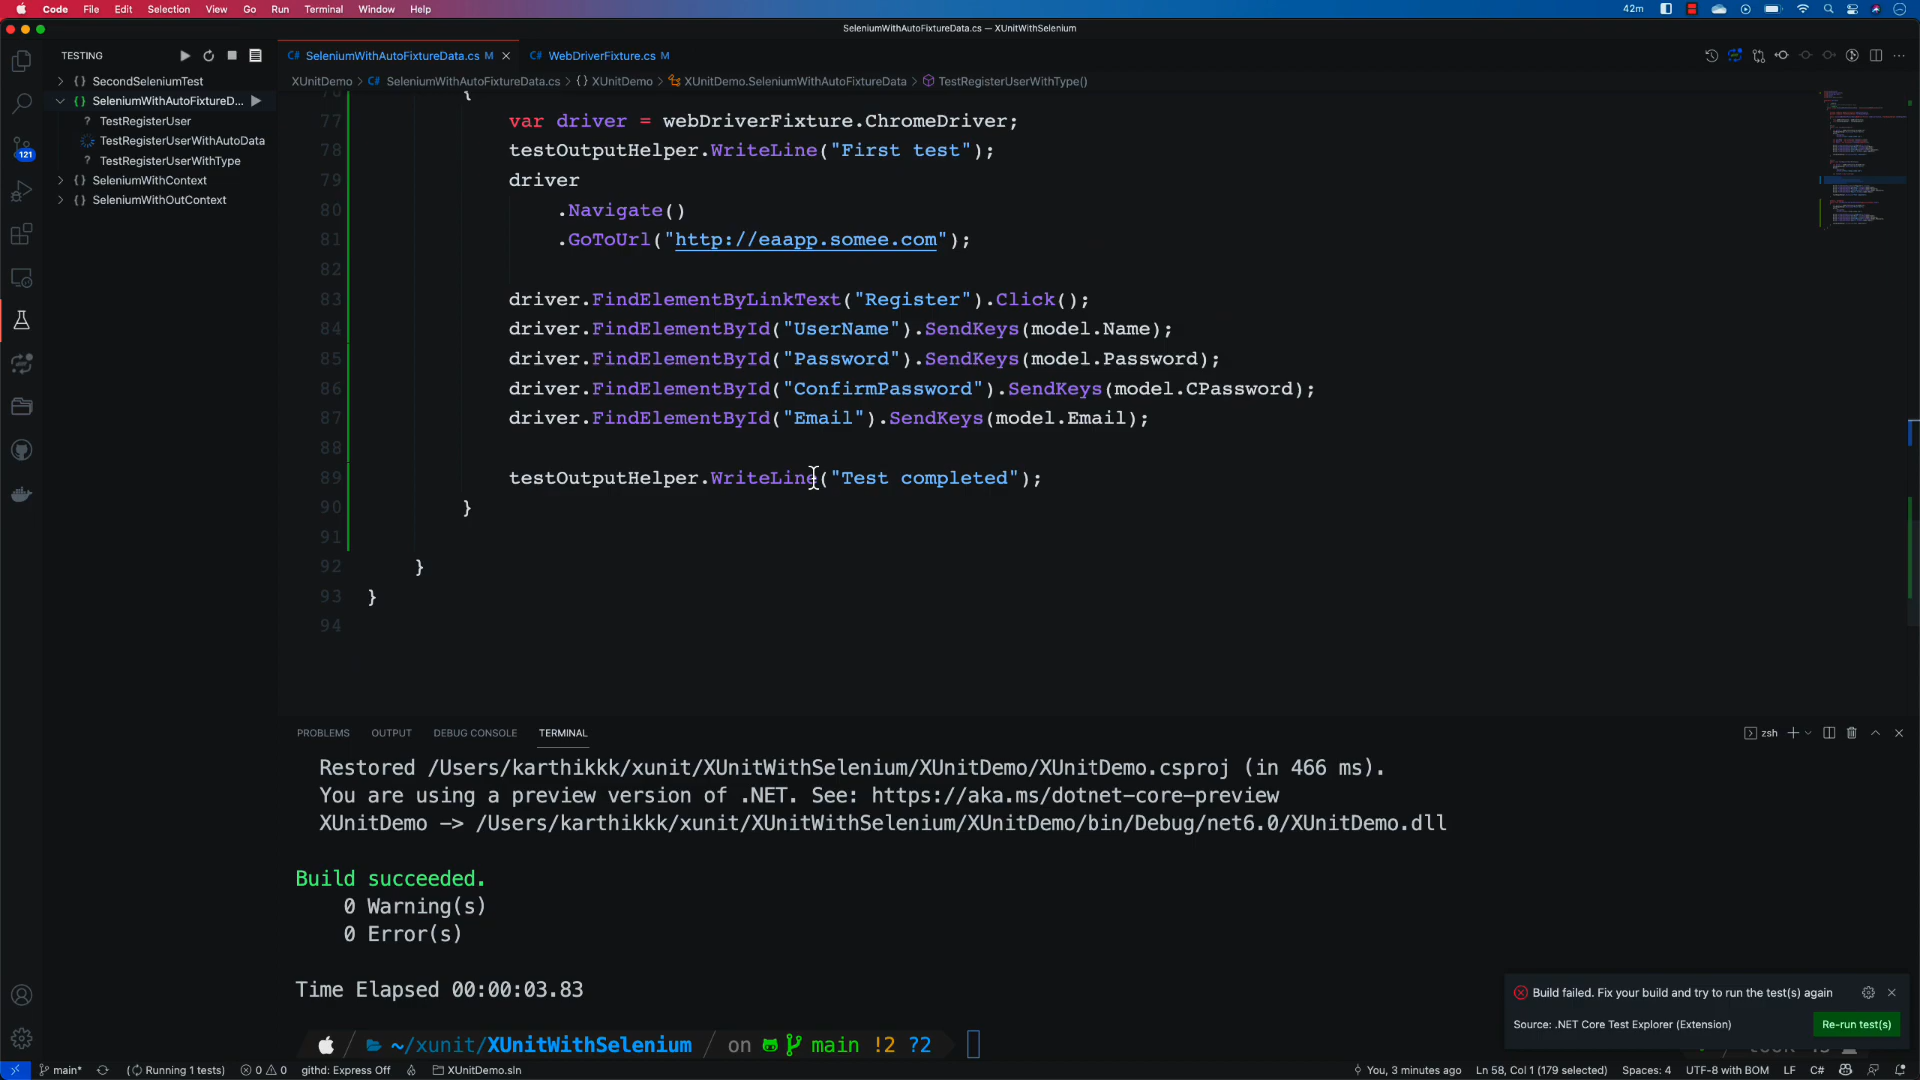 Code File Edit Selection View Go Run Terminal Window Help
42m
SeleniumWithAutoFixtureData.cs — XUnitWithSelenium
TESTING
SeleniumWithAutoFixtureData.cs M
WebDriverFixture.cs M
XUnitDemo > SeleniumWithAutoFixtureData.cs > {} XUnitDemo > XUnitDemo.SeleniumWithAutoFixtureData > TestRegisterUserWithType()
SecondSeleniumTest
SeleniumWithAutoFixtureD...
TestRegisterUser
TestRegisterUserWithAutoData
TestRegisterUserWithType
SeleniumWithContext
SeleniumWithOutContext
121
76 {
77 var driver = webDriverFixture.ChromeDriver;
78 testOutputHelper.WriteLine("First test");
79 driver
80 .Navigate()
81 .GoToUrl("http://eaapp.somee.com");
82
83 driver.FindElementByLinkText("Register").Click();
84 driver.FindElementById("UserName").SendKeys(model.Name);
85 driver.FindElementById("Password").SendKeys(model.Password);
86 driver.FindElementById("ConfirmPassword").SendKeys(model.CPassword);
87 driver.FindElementById("Email").SendKeys(model.Email);
88
89 testOutputHelper.WriteLine("Test completed");
90 }
91
92 }
93 }
94
PROBLEMS OUTPUT DEBUG CONSOLE TERMINAL
zsh
Restored /Users/karthikkk/xunit/XUnitWithSelenium/XUnitDemo/XUnitDemo.csproj (in 466 ms).
You are using a preview version of .NET. See: https://aka.ms/dotnet-core-preview
XUnitDemo -> /Users/karthikkk/xunit/XUnitWithSelenium/XUnitDemo/bin/Debug/net6.0/XUnitDemo.dll
Build succeeded.
0 Warning(s)
0 Error(s)
Time Elapsed 00:00:03.83
~/xunit/XUnitWithSelenium / on main !2 ?2
Build failed. Fix your build and try to run the test(s) again
Source: .NET Core Test Explorer (Extension)
Re-run test(s)
main* Running 1 tests) 0 0 githd: Express Off XUnitDemo.sln
You, 3 minutes ago Ln 58, Col 1 (179 selected) Spaces: 4 UTF-8 with BOM LF C#